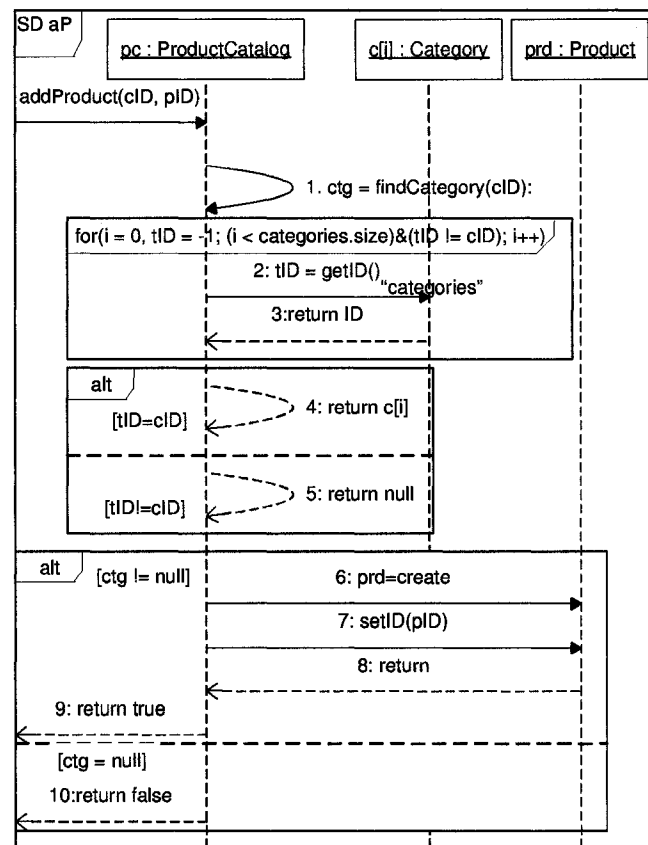 SD aP
pc : ProductCatalog
c[i] : Category
prd : Product
addProduct(cID, pID)
1. ctg = findCategory(cID):
for(i = 0, tID = -1; (i < categories.size)&(tID != cID); i++)
2: tID = getID()
"categories"
3:return ID
alt
[tID=cID]
4: return c[i]
[tID!=cID]
5: return null
alt
[ctg != null]
6: prd=create
7: setID(pID)
8: return
9: return true
[ctg = null]
10:return false